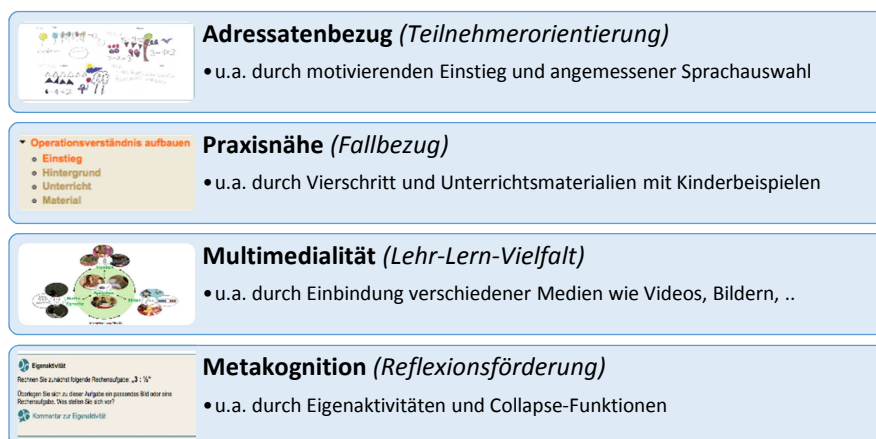 Adressatenbezug (Teilnehmerorientierung)
•u.a. durch motivierenden Einstieg und angemessener Sprachauswahl
Operationsverständnis aufbauen
Einstieg
Hintergrund
Unterricht
Material
Praxisnähe (Fallbezug)
•u.a. durch Vierschritt und Unterrichtsmaterialien mit Kinderbeispielen
Multimedialität (Lehr-Lern-Vielfalt)
•u.a. durch Einbindung verschiedener Medien wie Videos, Bildern, ..
Eigenaktivität
Rechnen Sie zunächst folgende Rechenaufgabe: „3 : ½"
Überlegen Sie sich zu dieser Aufgabe ein passendes Bild oder eine
Rechenaufgabe. Was stellen Sie sich vor?
Kommentar zur Eigenaktivität
Metakognition (Reflexionsförderung)
•u.a. durch Eigenaktivitäten und Collapse-Funktionen